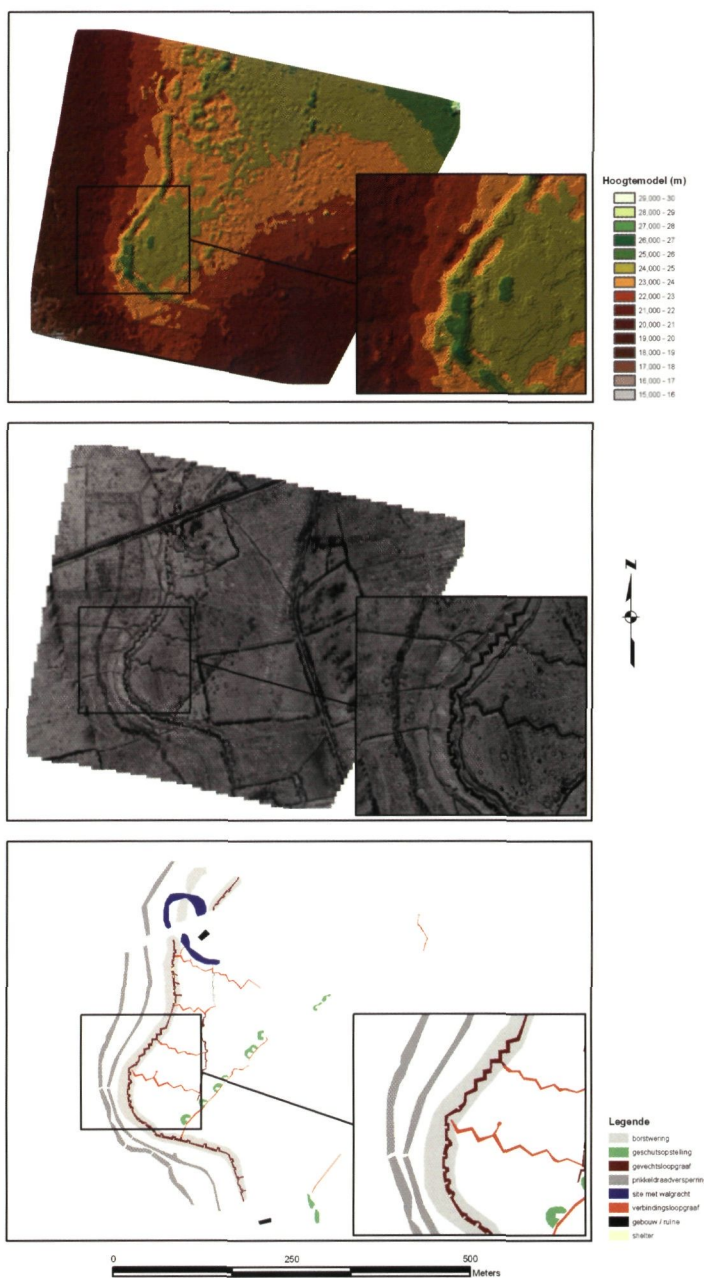 Hoogtemodel (m)
29,000 - 30
28,000 - 29
27,000 - 28
26,000 - 27
25,000 - 26
24,000 - 25
23,000 - 24
22,000 - 23
21,000 - 22
20,000 - 21
19,000 - 20
18,000 - 19
17,000 - 18
16,000 - 17
15,000 - 16
N
Legende
borstwering
geschutsopstelling
gevechtsloopgraaf
prikkeldraadversperring
site met walgracht
verbindingsloopgraaf
gebouw / ruine
shelter
0 250 500
Meters